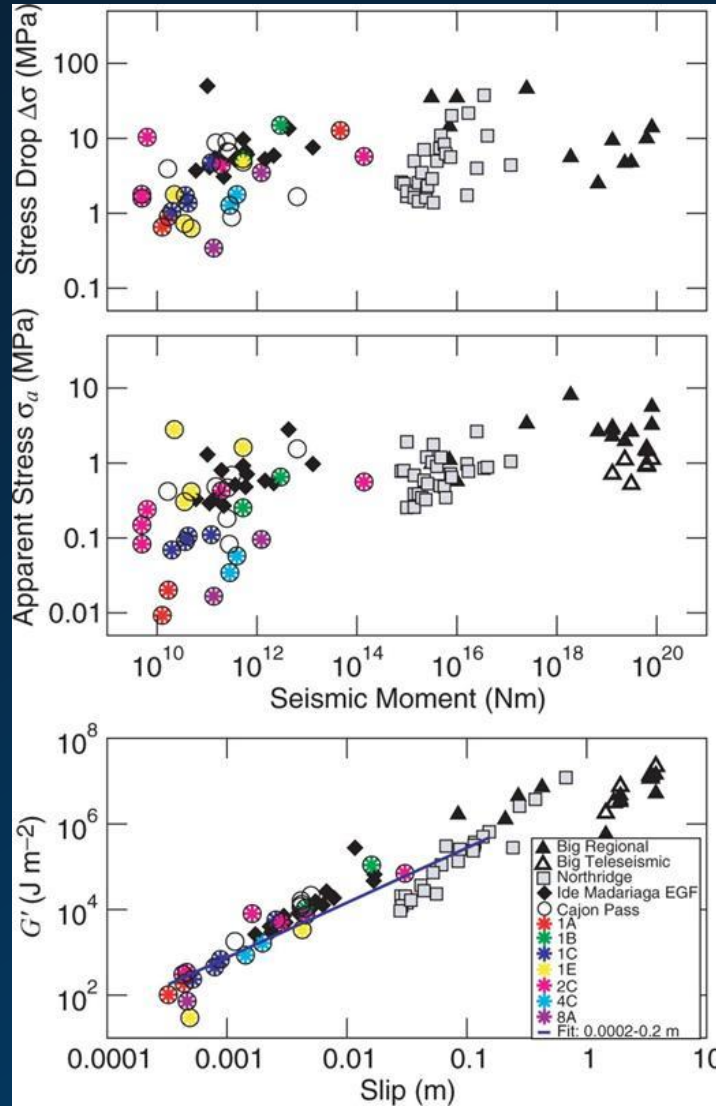 Stress Drop Δσ (MPa)
100
10
1
0.1
Apparent Stress σa (MPa)
10
1
0.1
0.01
10^10 10^12 10^14 10^16 10^18 10^20
Seismic Moment (Nm)
G′ (J m−2)
10^8
10^6
10^4
10^2
0.0001 0.001 0.01 0.1 1 10
Slip (m)
Big Regional
Big Teleseismic
Northridge
Ide Madariaga EGF
Cajon Pass
1A
1B
1C
1E
2C
4C
8A
Fit: 0.0002-0.2 m